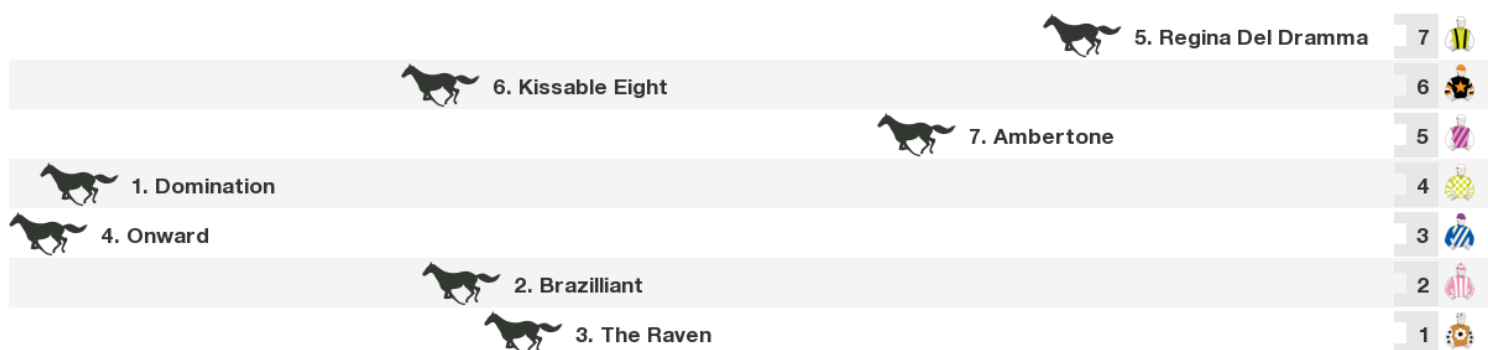 5. Regina Del Dramma 7
6. Kissable Eight 6
7. Ambertone 5
1. Domination 4
4. Onward 3
2. Brazilliant 2
3. The Raven 1